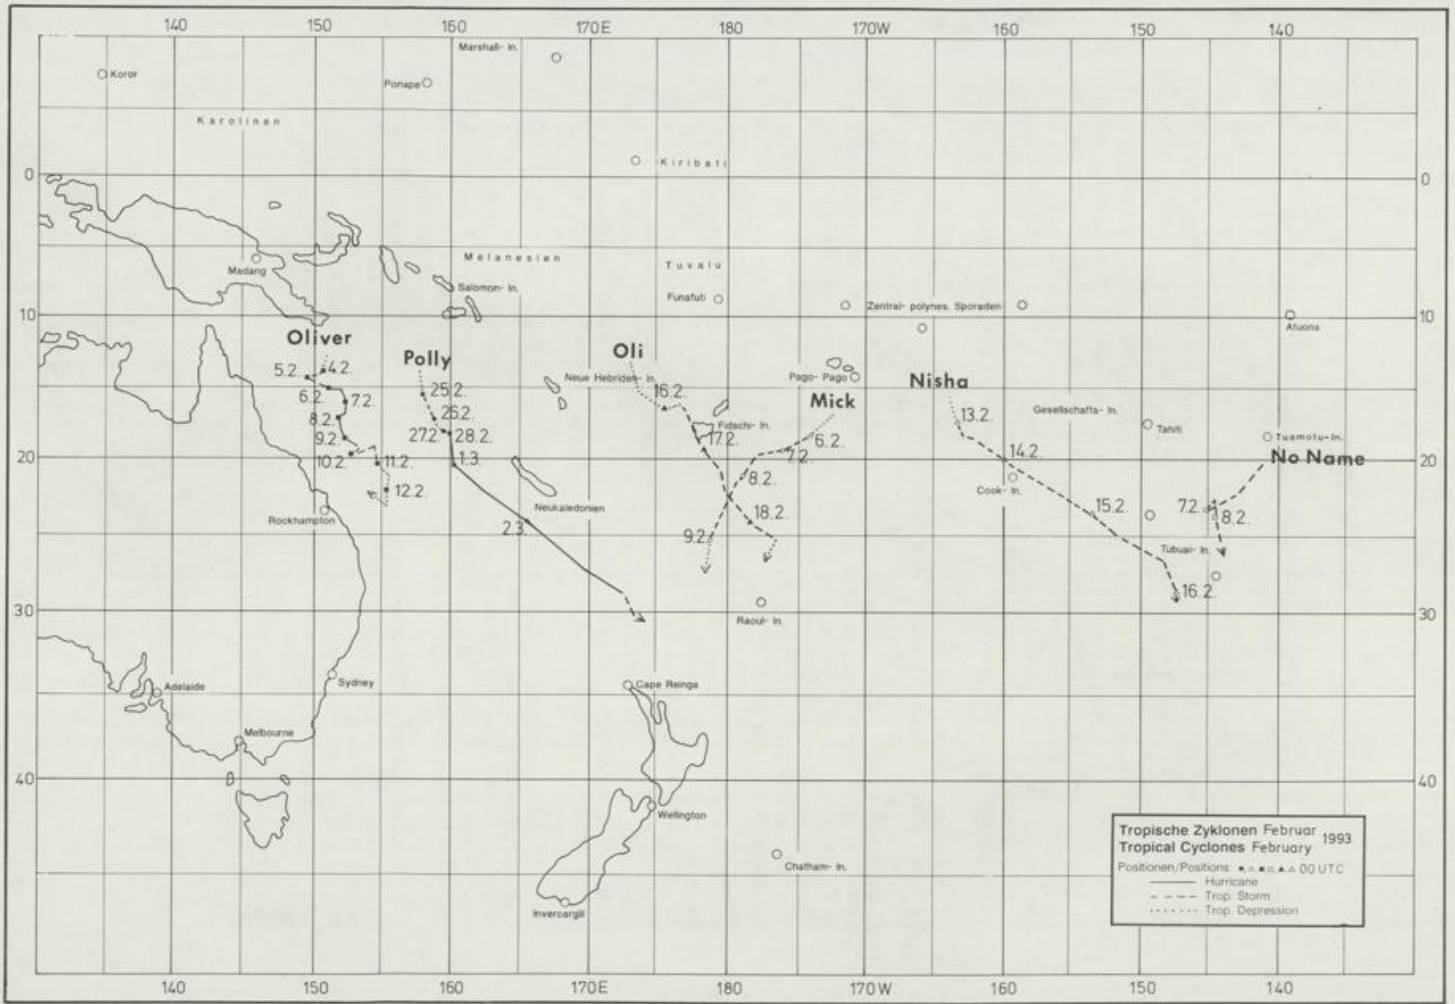 140 150 160 170E 180 170W 160 150 140
Marshall- In.
Koror
Ponape
Karolinen
Kiribati
0 0
Madang
Melanesien
Tuvalu
Salomon- In.
Funafuti
Zentral- polynes. Sporaden
10 10
Atuona
Oliver
Polly
Oli
5.2. 4.2.
Neue Hebriden- In.
Pago- Pago
Nisha
6.2. 7.2.
25.2.
16.2.
Mick
8.2.
25.2.
Fidschi- In.
13.2.
Gesellschafts- In.
Tahiti
9.2.
27.2. 28.2.
17.2.
6.2.
Tuamotu-In.
10.2. 11.2.
1.3.
7.2.
14.2.
No Name
20 20
12.2.
8.2.
Cook- In.
Rockhampton
Neukaledonien
2.3.
18.2.
15.2.
7.2. 8.2.
9.2.
Tubuai- In.
16.2.
30 30
Raoul- In.
Adelaide
Sydney
Cape Reinga
Melbourne
40 40
Wellington
Chatham- In.
Invercargill
Tropische Zyklonen Februar 1993
Tropical Cyclones February
Positionen/Positions: ●,○,■,□,▲,△ 00 UTC
Hurricane
Trop. Storm
Trop. Depression
140 150 160 170E 180 170W 160 150 140